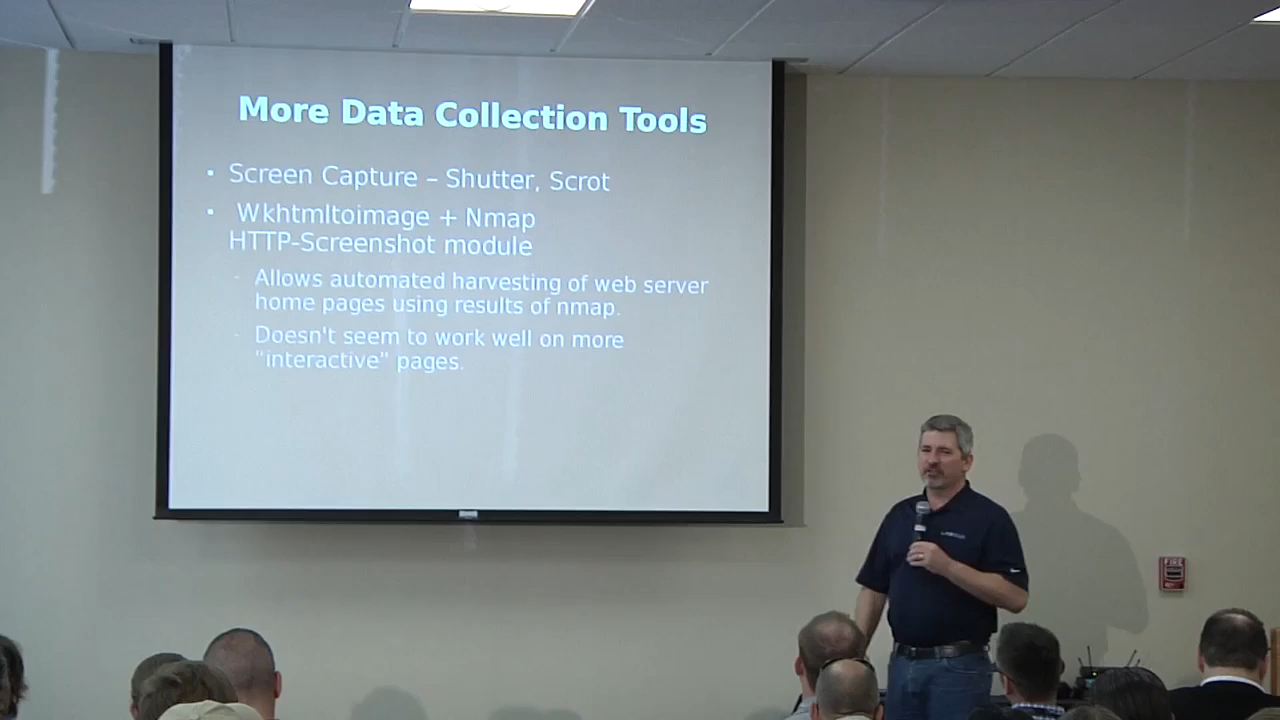 More Data Collection Tools
▪ Screen Capture – Shutter, Scrot
▪ Wkhtmltoimage + Nmap
HTTP-Screenshot module
- Allows automated harvesting of web server
home pages using results of nmap.
- Doesn't seem to work well on more
"interactive" pages.
FIRE